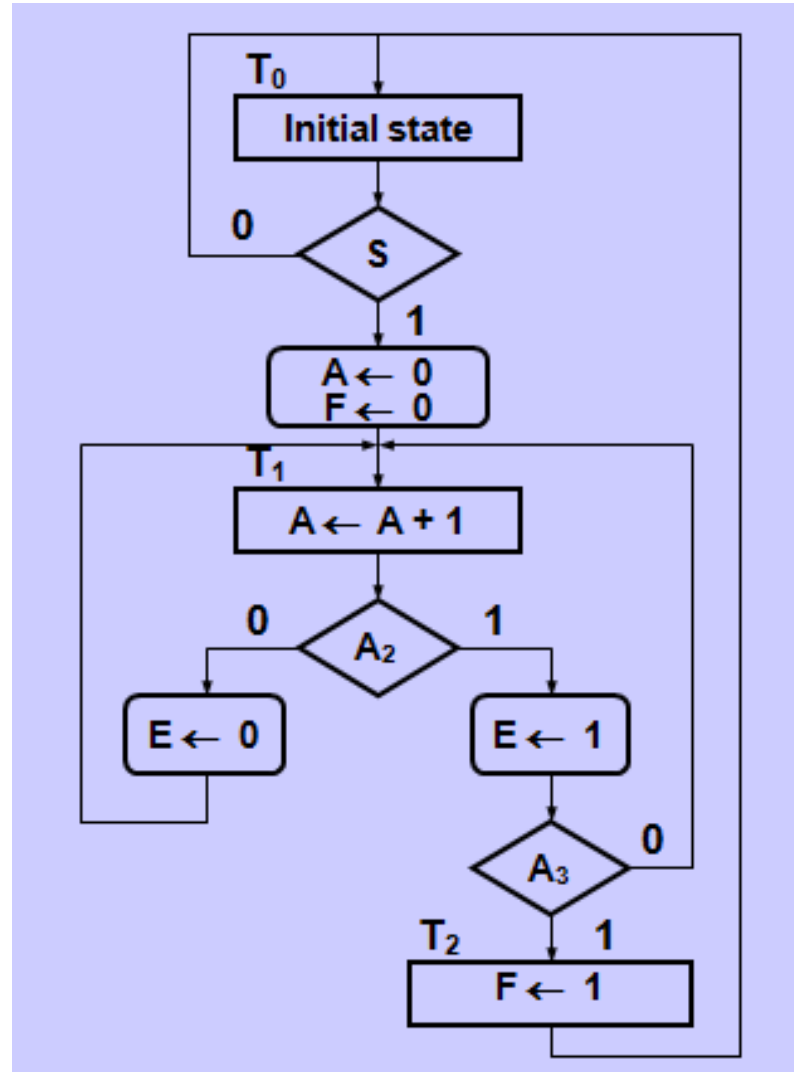 T₀
Initial state
0
S
1
A ← 0
F ← 0
T₁
A ← A + 1
0
A₂
1
E ← 0
E ← 1
A₃
0
T₂
1
F ← 1